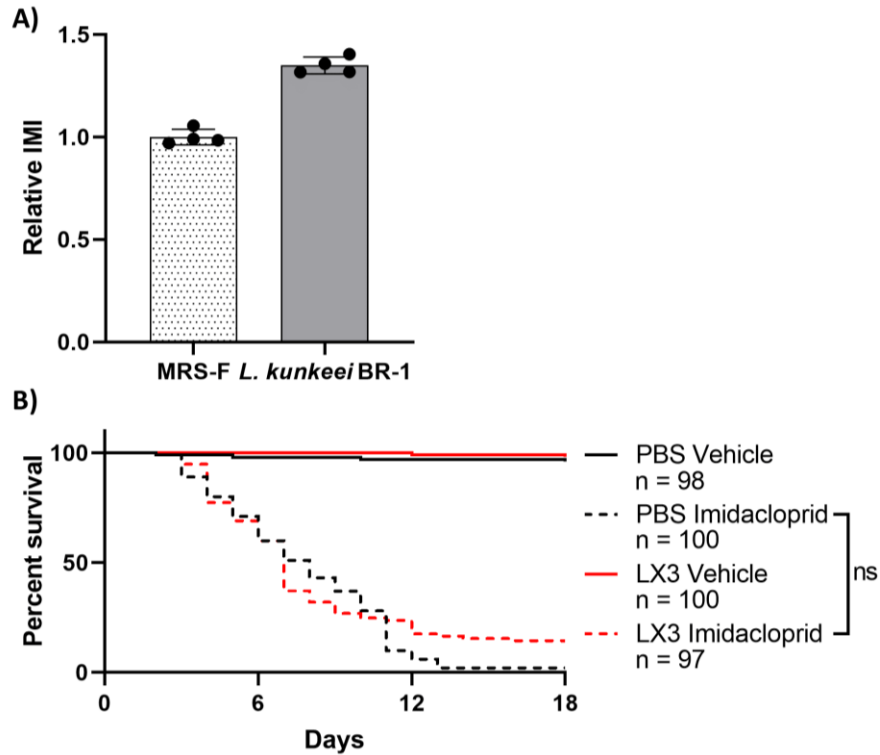 A)
Relative IMI
1.5
1.0
0.5
0.0
MRS-F L. kunkeei BR-1
B)
Percent survival
100
50
0
0 6 12 18
Days
PBS Vehicle
n = 98
PBS Imidacloprid
n = 100
LX3 Vehicle
n = 100
LX3 Imidacloprid
n = 97
ns